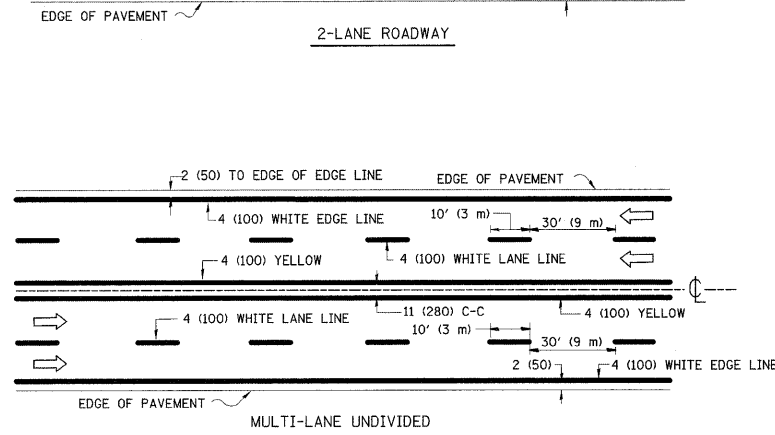 EDGE OF PAVEMENT
2-LANE ROADWAY
2 (50) TO EDGE OF EDGE LINE
EDGE OF PAVEMENT
4 (100) WHITE EDGE LINE
10' (3 m)
30' (9 m)
4 (100) YELLOW
4 (100) WHITE LANE LINE
℄
4 (100) WHITE LANE LINE
11 (280) C-C
4 (100) YELLOW
10' (3 m)
30' (9 m)
2 (50)
4 (100) WHITE EDGE LINE
EDGE OF PAVEMENT
MULTI-LANE UNDIVIDED